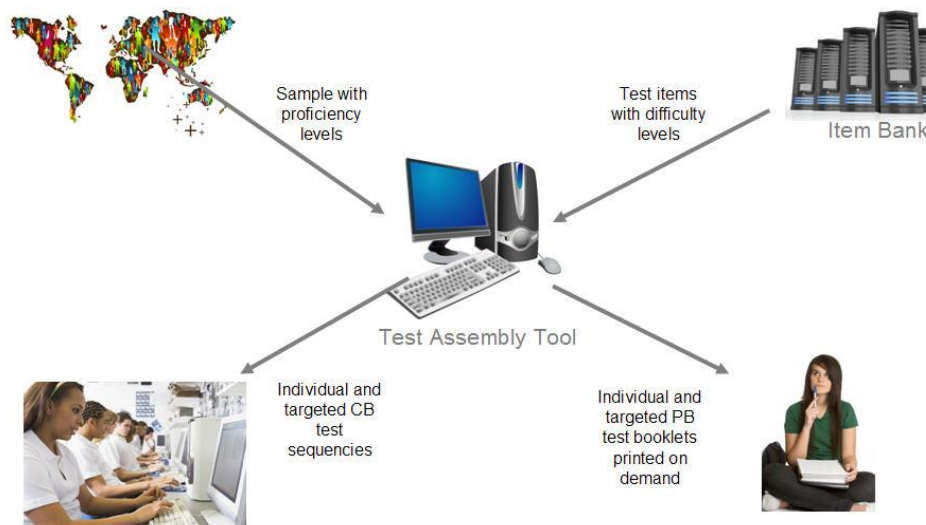 Sample with
proficiency
levels
Test items
with difficulty
levels
Item Bank
Test Assembly Tool
Individual and
targeted CB
test
sequencies
Individual and
targeted PB
test booklets
printed on
demand